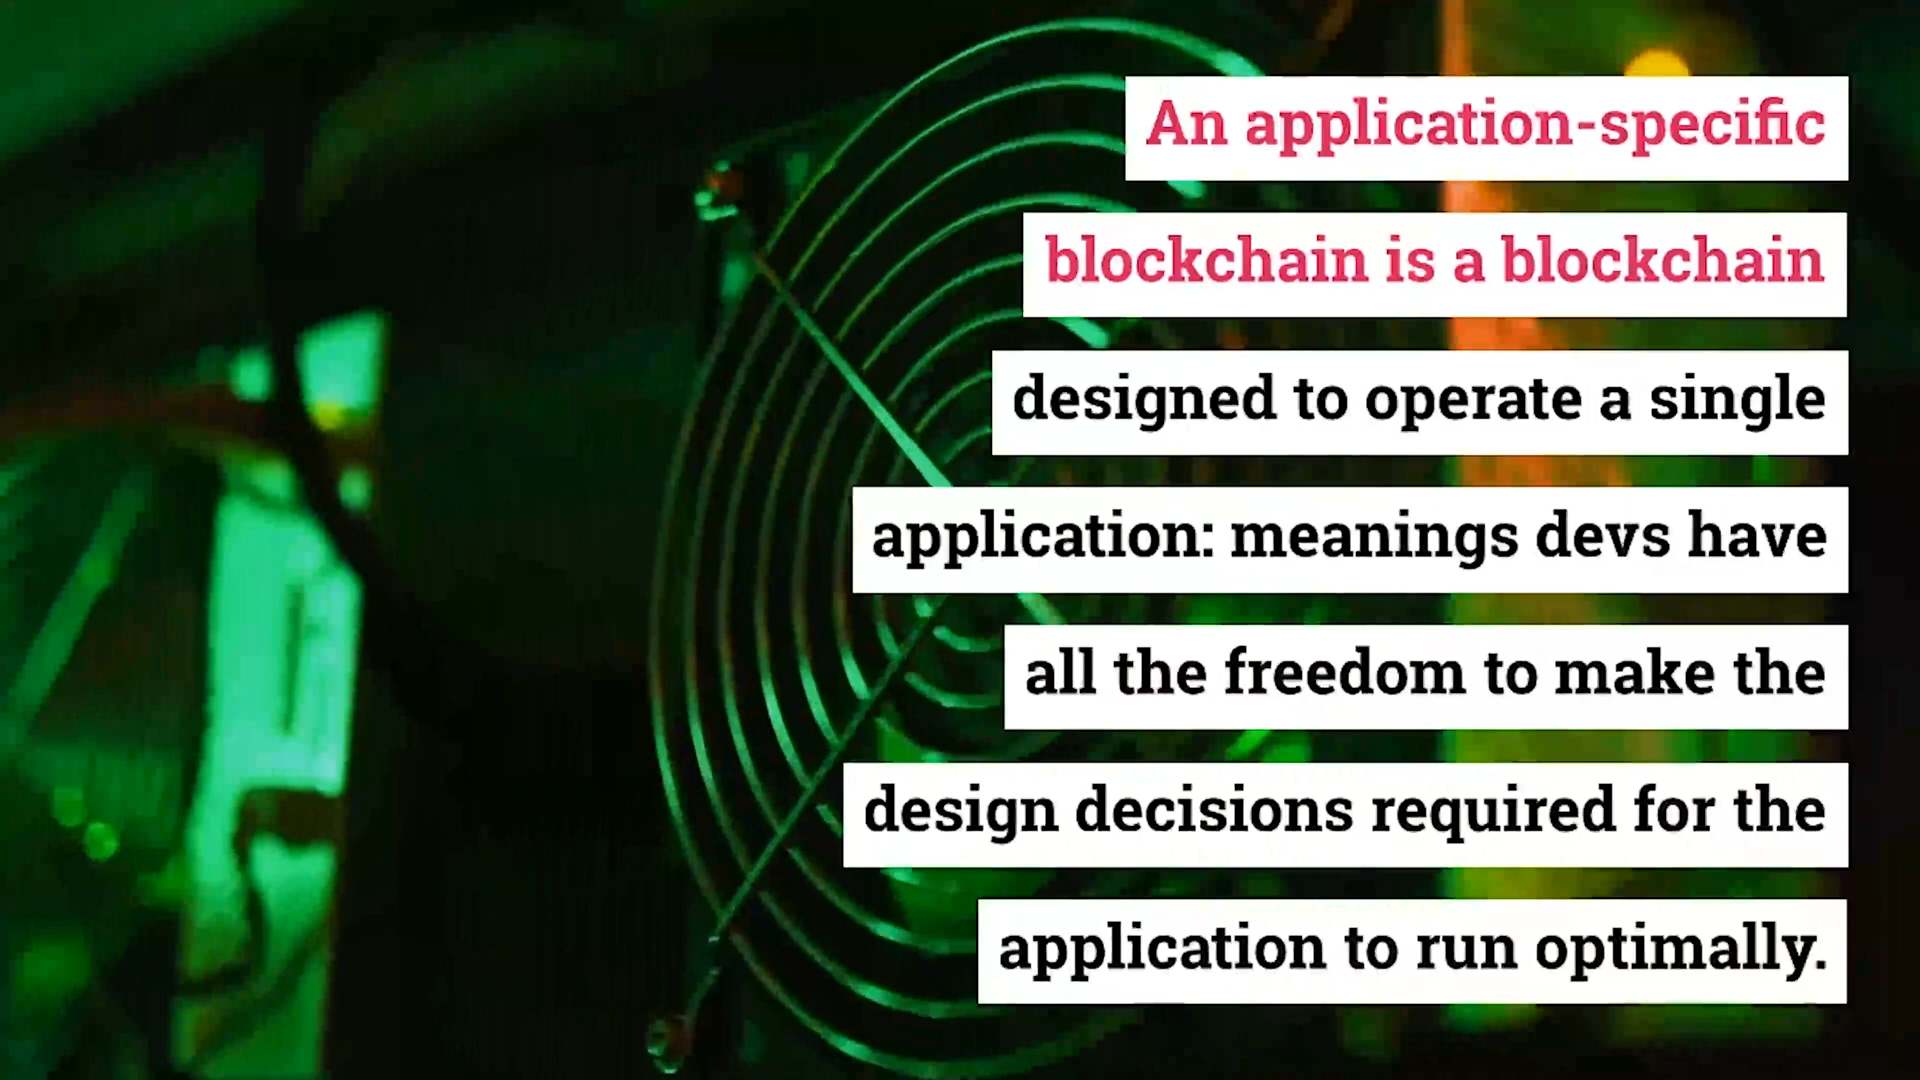 An application-specific
blockchain is a blockchain
designed to operate a single
application: meanings devs have
all the freedom to make the
design decisions required for the
application to run optimally.